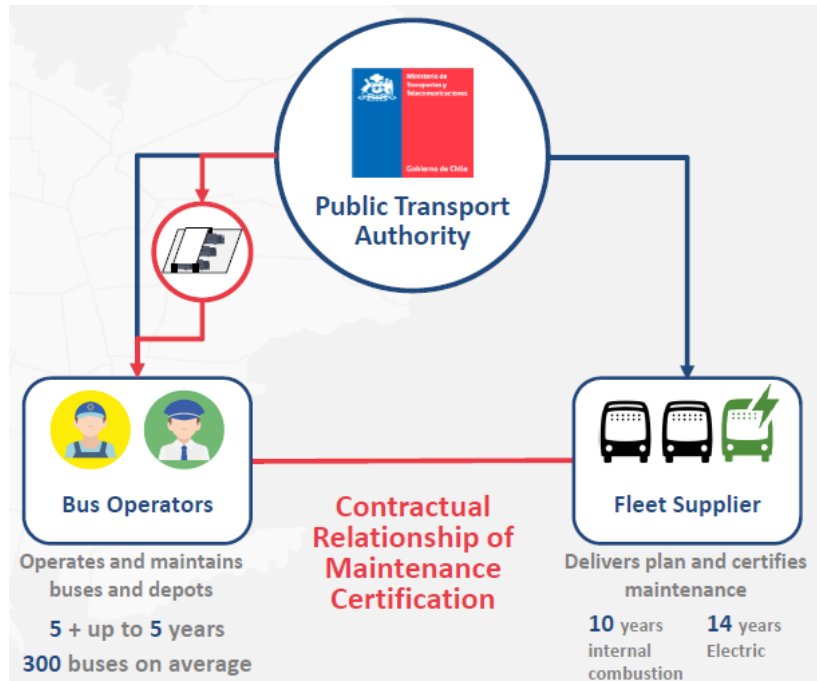 Ministerio de
Transportes y
Telecomunicaciones
Gobierno de Chile
Public Transport
Authority
Bus Operators
Fleet Supplier
Operates and maintains
buses and depots
5 + up to 5 years
300 buses on average
Contractual
Relationship of
Maintenance
Certification
Delivers plan and certifies
maintenance
10 years
internal
combustion
14 years
Electric